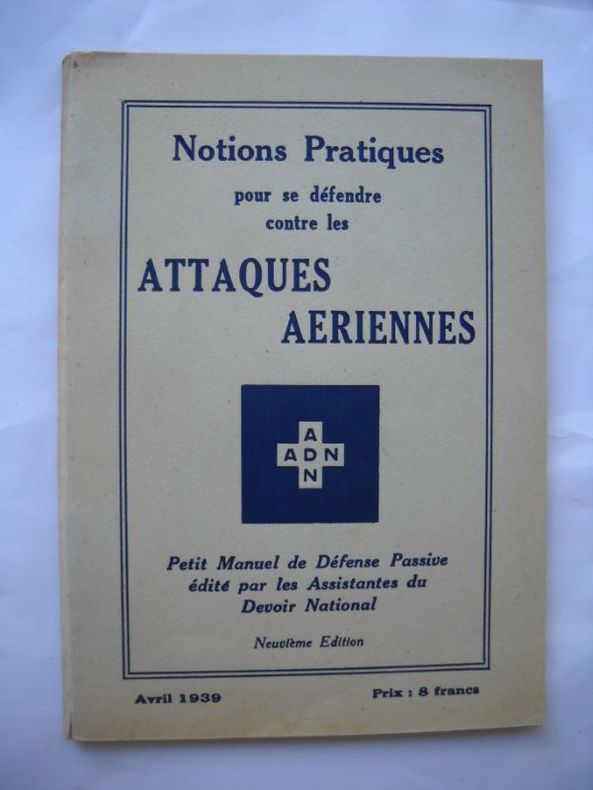 Notions Pratiques
pour se défendre
contre les
ATTAQUES
AERIENNES
A
ADN
N
Petit Manuel de Défense Passive
édité par les Assistantes du
Devoir National
Neuvième Edition
Avril 1939
Prix : 8 francs